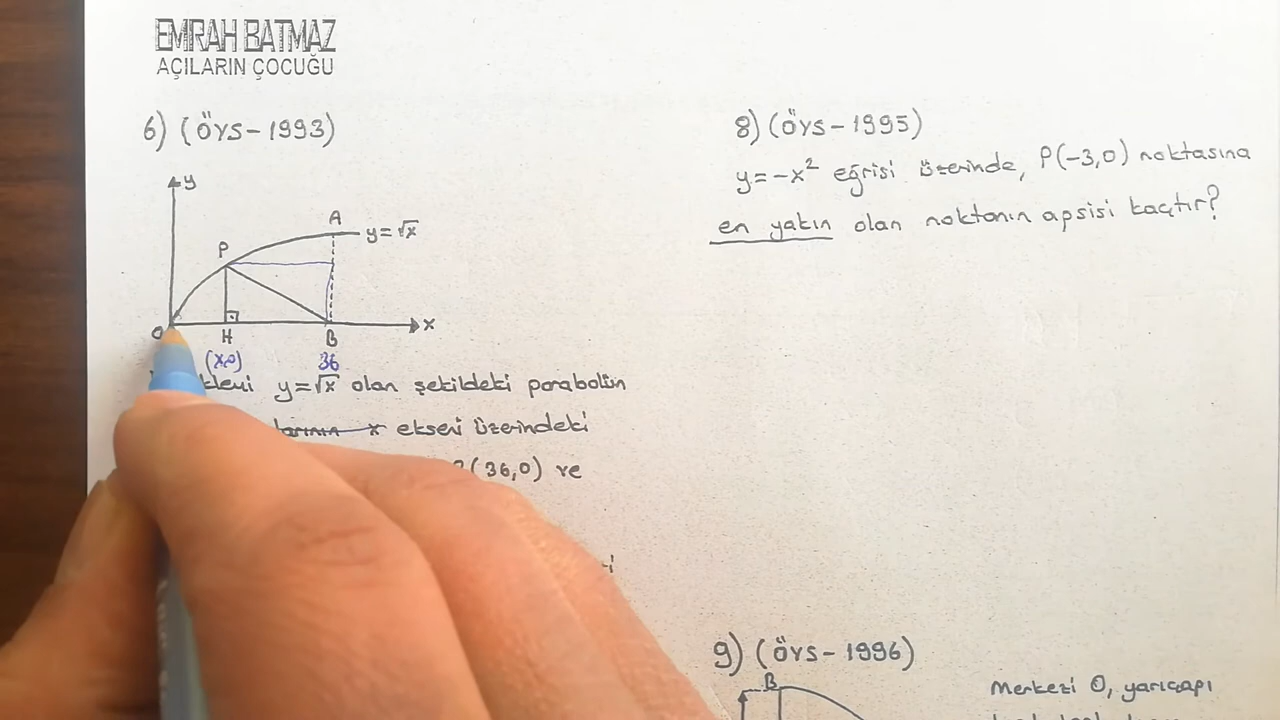 EMRAH BATMAZ
AÇILARIN ÇOCUĞU
6) (ÖYS-1993)
y
A
y=√x
P
O
H
B
x
(x,0)
36
y=√x olan şekildeki parabolün
x ekseni üzerindeki
(36,0) ve
8) (ÖYS-1995)
y=-x² eğrisi üzerinde, P(-3,0) noktasına
en yakın olan noktanın apsisi kaçtır?
9) (ÖYS-1996)
B
Merkezi O, yarıçapı